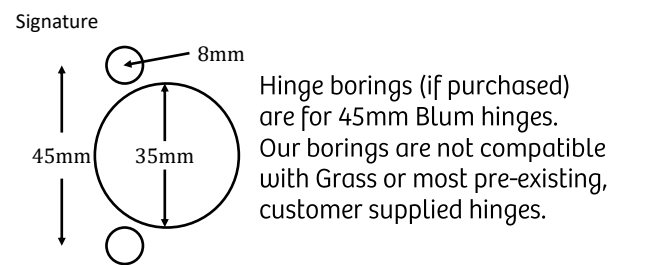 Signature
8mm
45mm
35mm
Hinge borings (if purchased)
are for 45mm Blum hinges.
Our borings are not compatible
with Grass or most pre-existing,
customer supplied hinges.